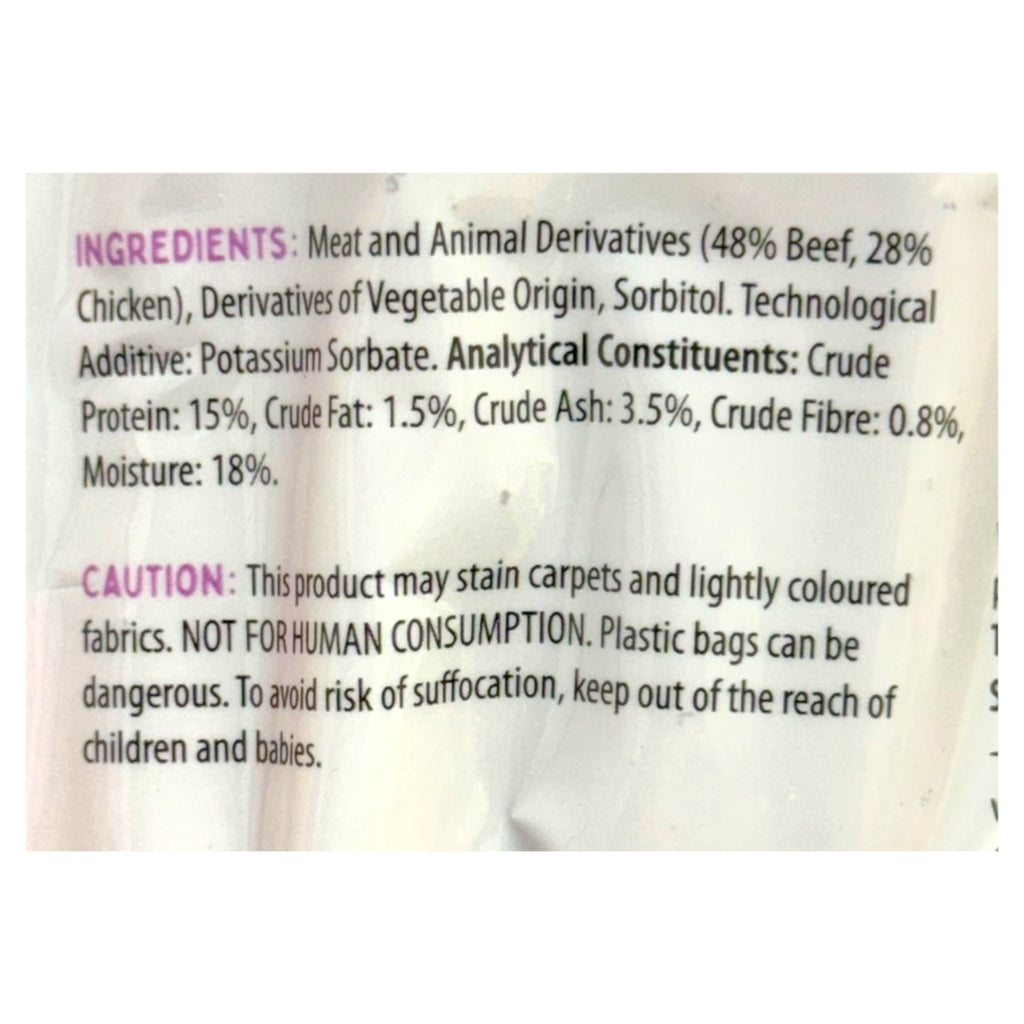 INGREDIENTS: Meat and Animal Derivatives (48% Beef, 28%
Chicken), Derivatives of Vegetable Origin, Sorbitol. Technological
Additive: Potassium Sorbate. Analytical Constituents: Crude
Protein: 15%, Crude Fat: 1.5%, Crude Ash: 3.5%, Crude Fibre: 0.8%,
Moisture: 18%.
CAUTION: This product may stain carpets and lightly coloured
fabrics. NOT FOR HUMAN CONSUMPTION. Plastic bags can be
dangerous. To avoid risk of suffocation, keep out of the reach of
children and babies.